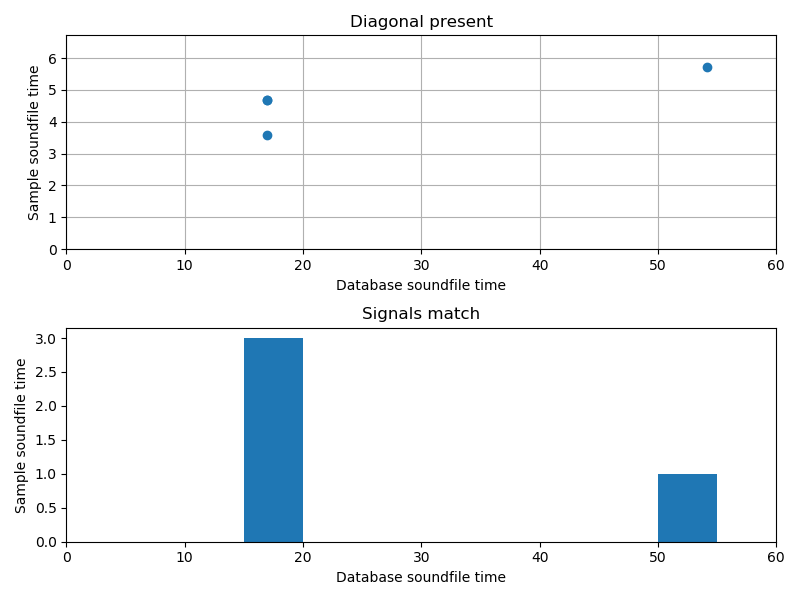 Diagonal present
Sample soundfile time
6
5
4
3
2
1
0
0 10 20 30 40 50 60
Database soundfile time
Signals match
Sample soundfile time
3.0
2.5
2.0
1.5
1.0
0.5
0.0
0 10 20 30 40 50 60
Database soundfile time